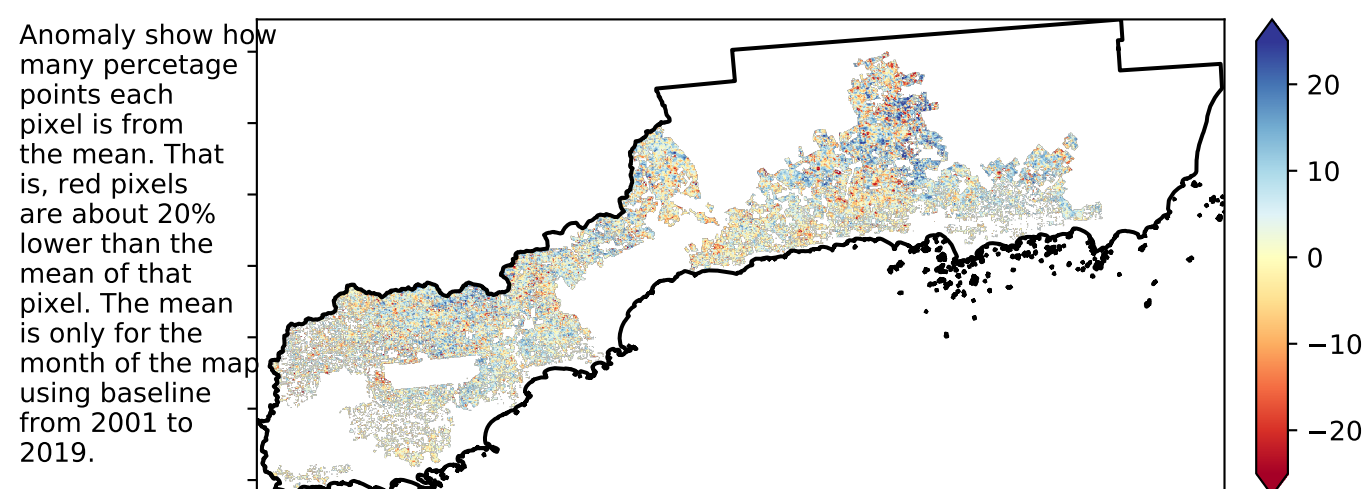 Anomaly show how
many percetage
points each
pixel is from
the mean. That
is, red pixels
are about 20%
lower than the
mean of that
pixel. The mean
is only for the
month of the map
using baseline
from 2001 to
2019.
20
10
0
−10
−20